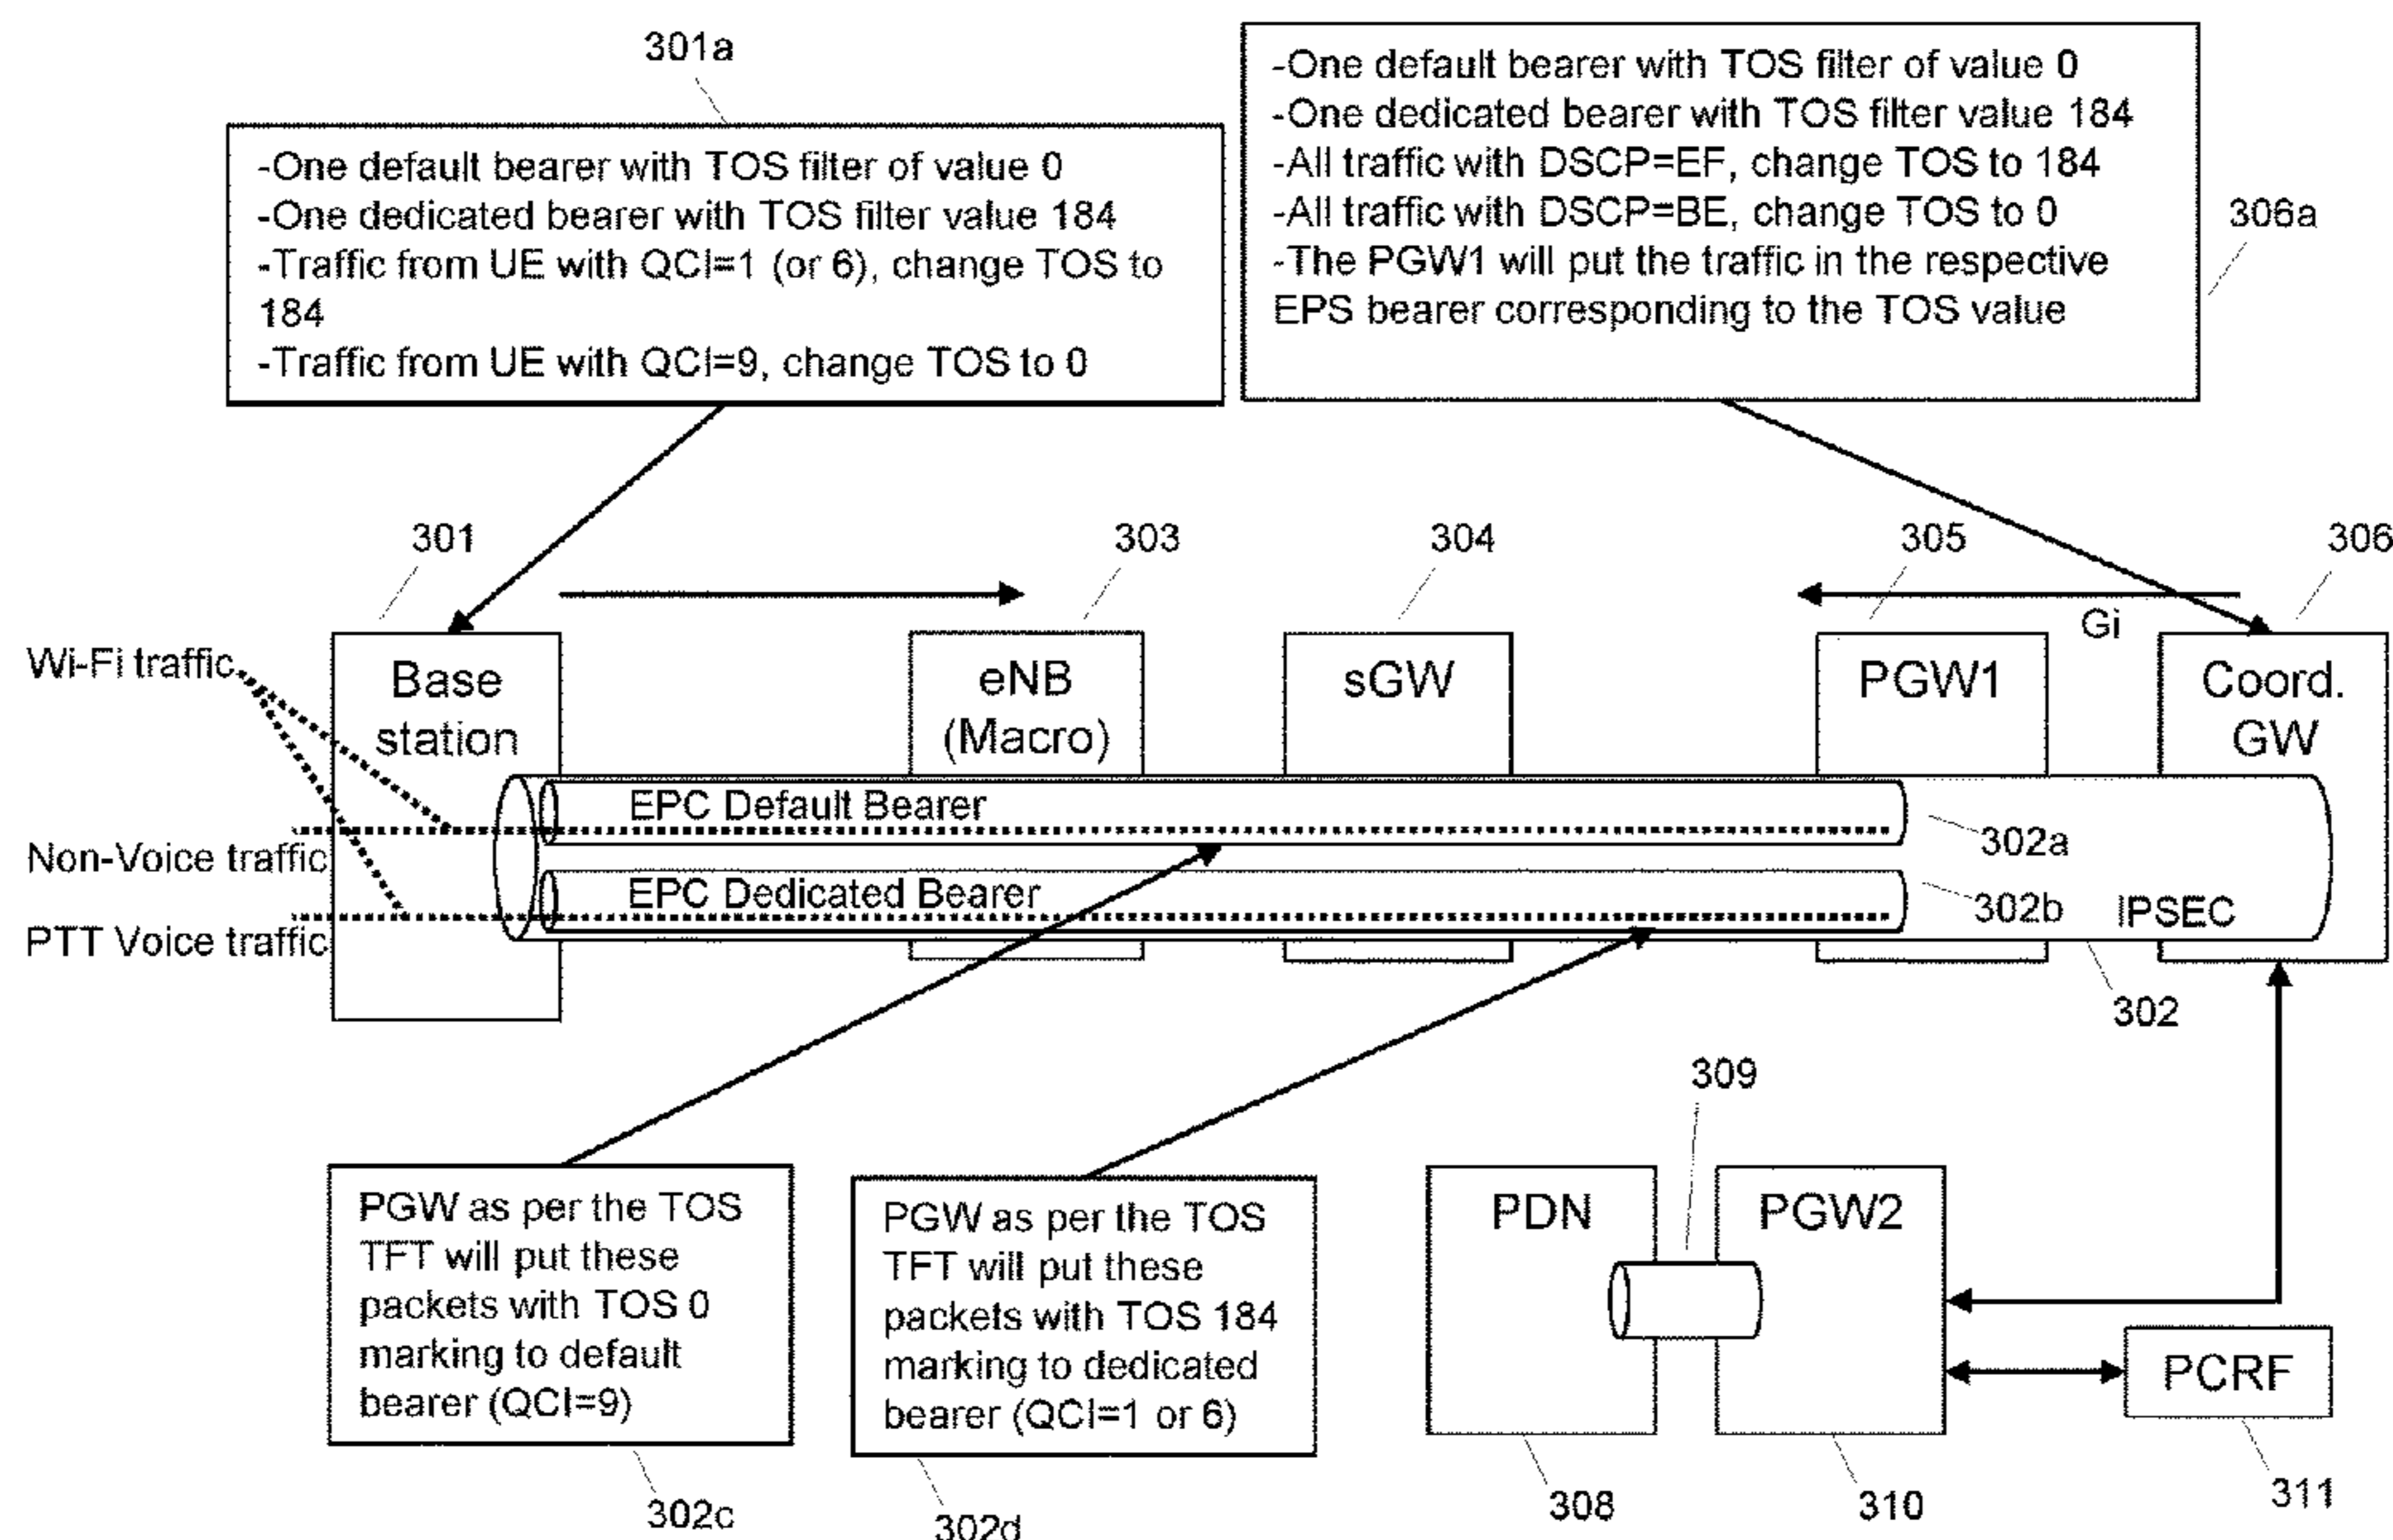 301a
-One default bearer with TOS filter of value 0
-One dedicated bearer with TOS filter value 184
-Traffic from UE with QCI=1 (or 6), change TOS to
184
-Traffic from UE with QCI=9, change TOS to 0
-One default bearer with TOS filter of value 0
-One dedicated bearer with TOS filter value 184
-All traffic with DSCP=EF, change TOS to 184
-All traffic with DSCP=BE, change TOS to 0
-The PGW1 will put the traffic in the respective
EPS bearer corresponding to the TOS value
306a
301
303
304
305
306
Gi
Wi-Fi traffic
Base
station
eNB
(Macro)
sGW
PGW1
Coord.
GW
EPC Default Bearer
Non-Voice traffic
302a
EPC Dedicated Bearer
302b
IPSEC
PTT Voice traffic
302
309
PGW as per the TOS
TFT will put these
packets with TOS 0
marking to default
bearer (QCI=9)
302c
PGW as per the TOS
TFT will put these
packets with TOS 184
marking to dedicated
bearer (QCI=1 or 6)
302d
PDN
PGW2
PCRF
308
310
311